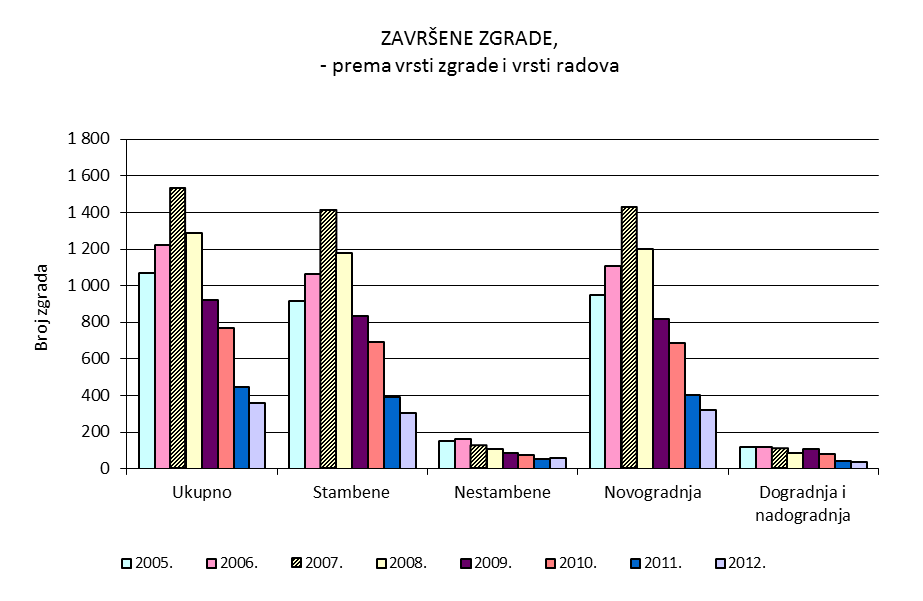 ZAVRŠENE ZGRADE,
- prema vrsti zgrade i vrsti radova
Broj zgrada
1 800
1 600
1 400
1 200
1 000
800
600
400
200
0
Ukupno
Stambene
Nestambene
Novogradnja
Dogradnja i
nadogradnja
2005.
2006.
2007.
2008.
2009.
2010.
2011.
2012.